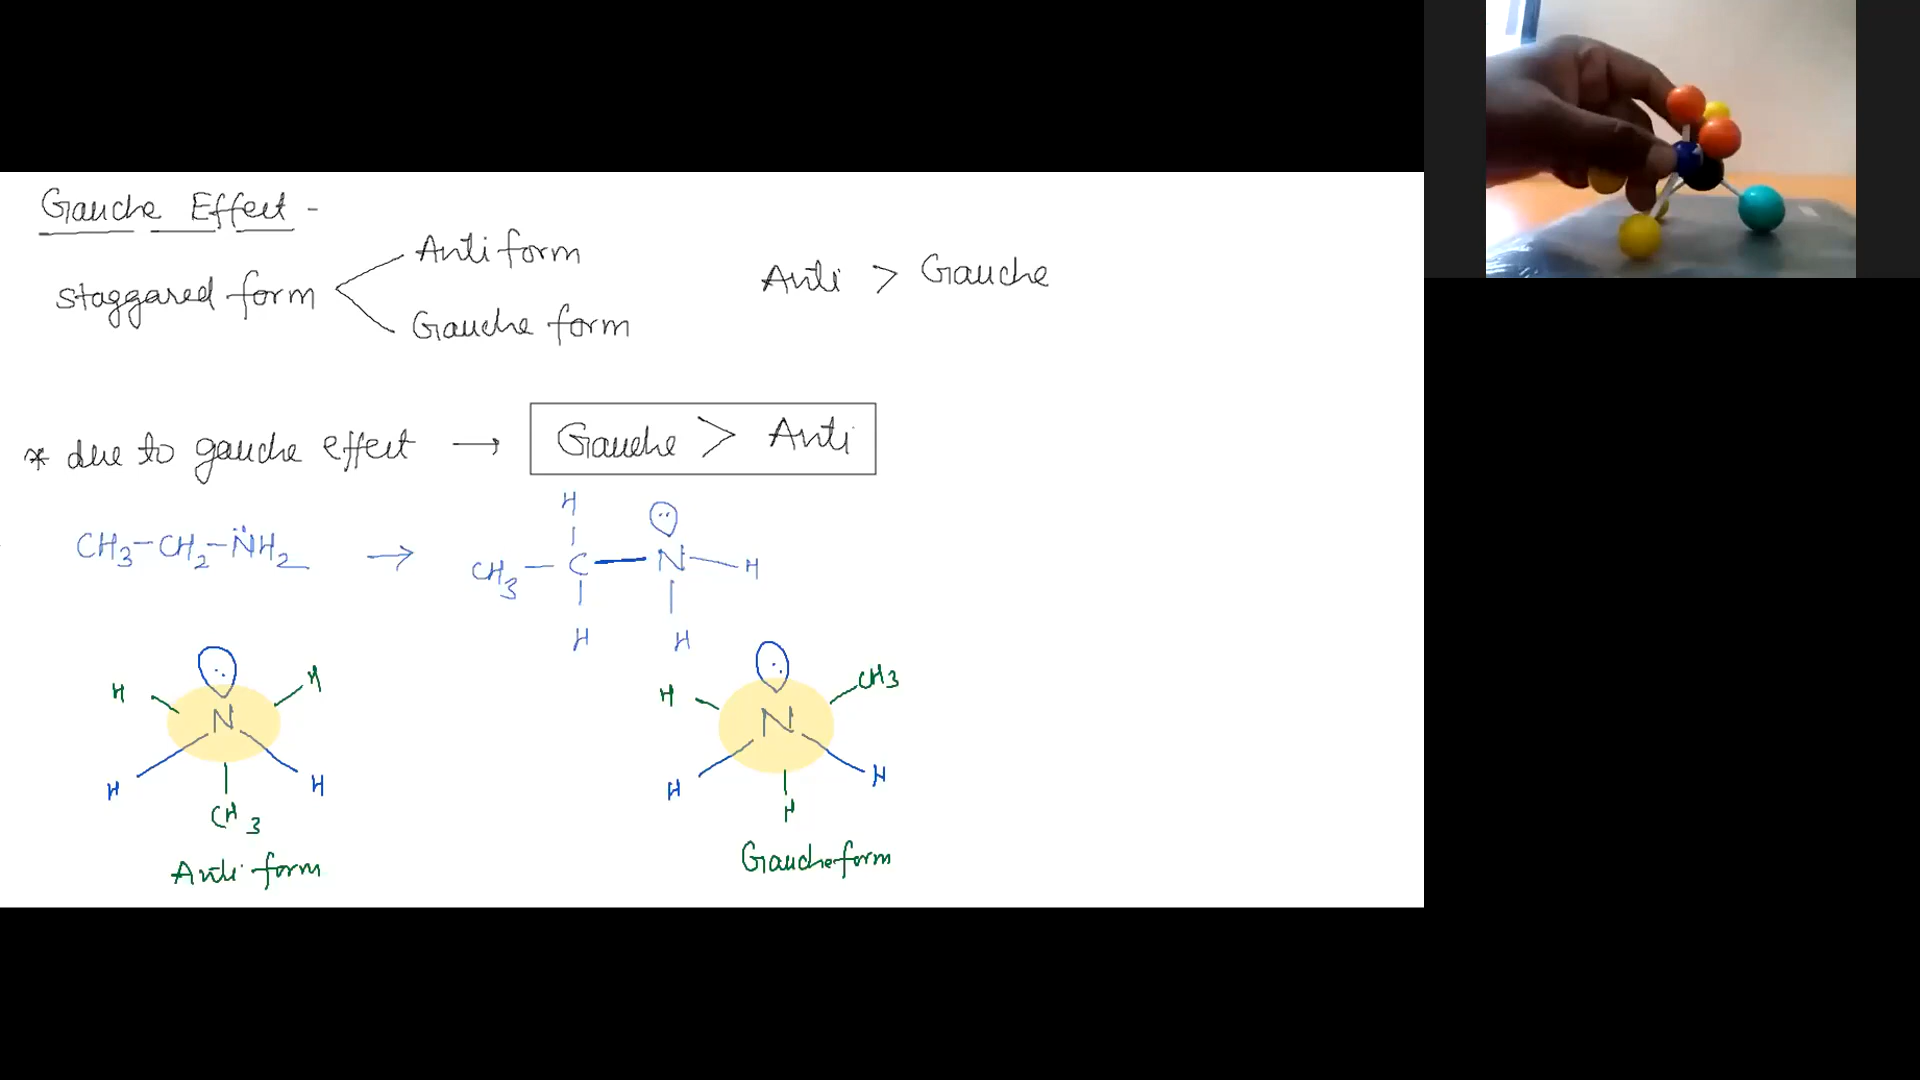 Gauche Effect -
Anti form
staggared form
Anti > Gauche
Gauche form
* due to gauche effect → Gauche > Anti
H
CH3-CH2-N̈H2 → CH3 - C - N̈ - H
H H
H H
N
H H
CH3
Anti form
H CH3
N
H H
H
Gauche form